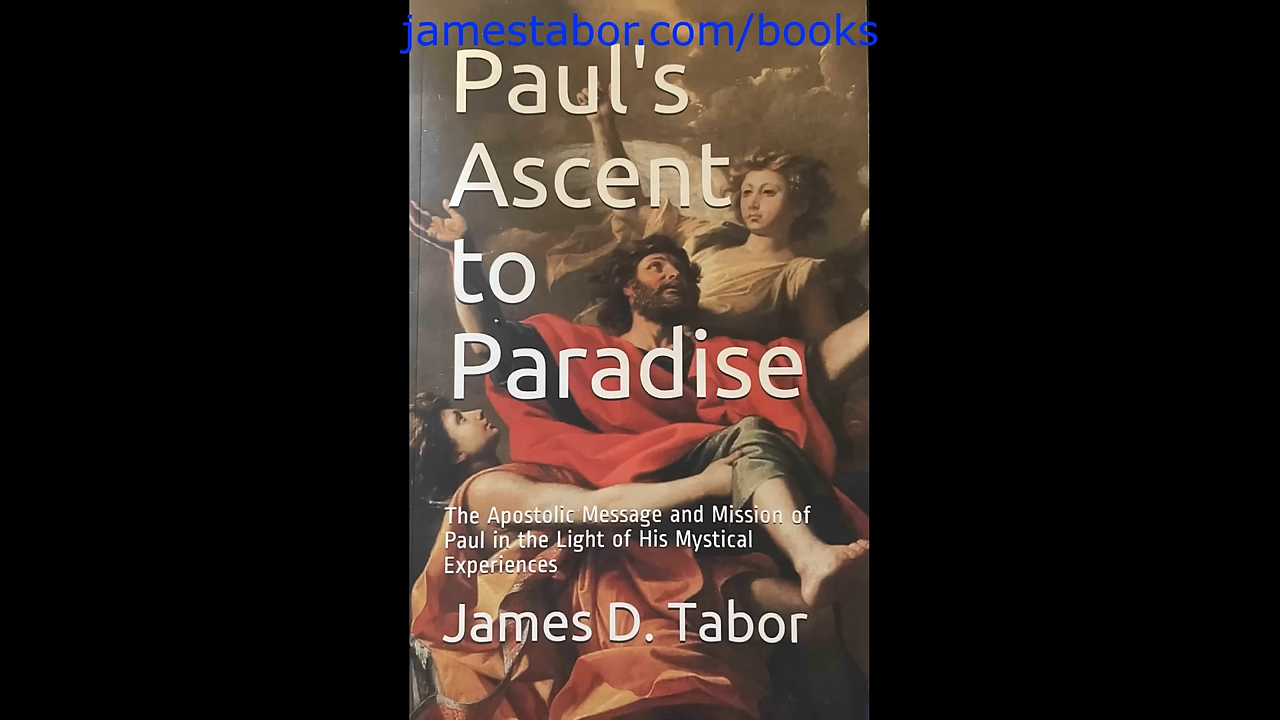 jamestabor.com/books
Paul's
Ascent
to
Paradise
The Apostolic Message and Mission of
Paul in the Light of His Mystical
Experiences
James D. Tabor